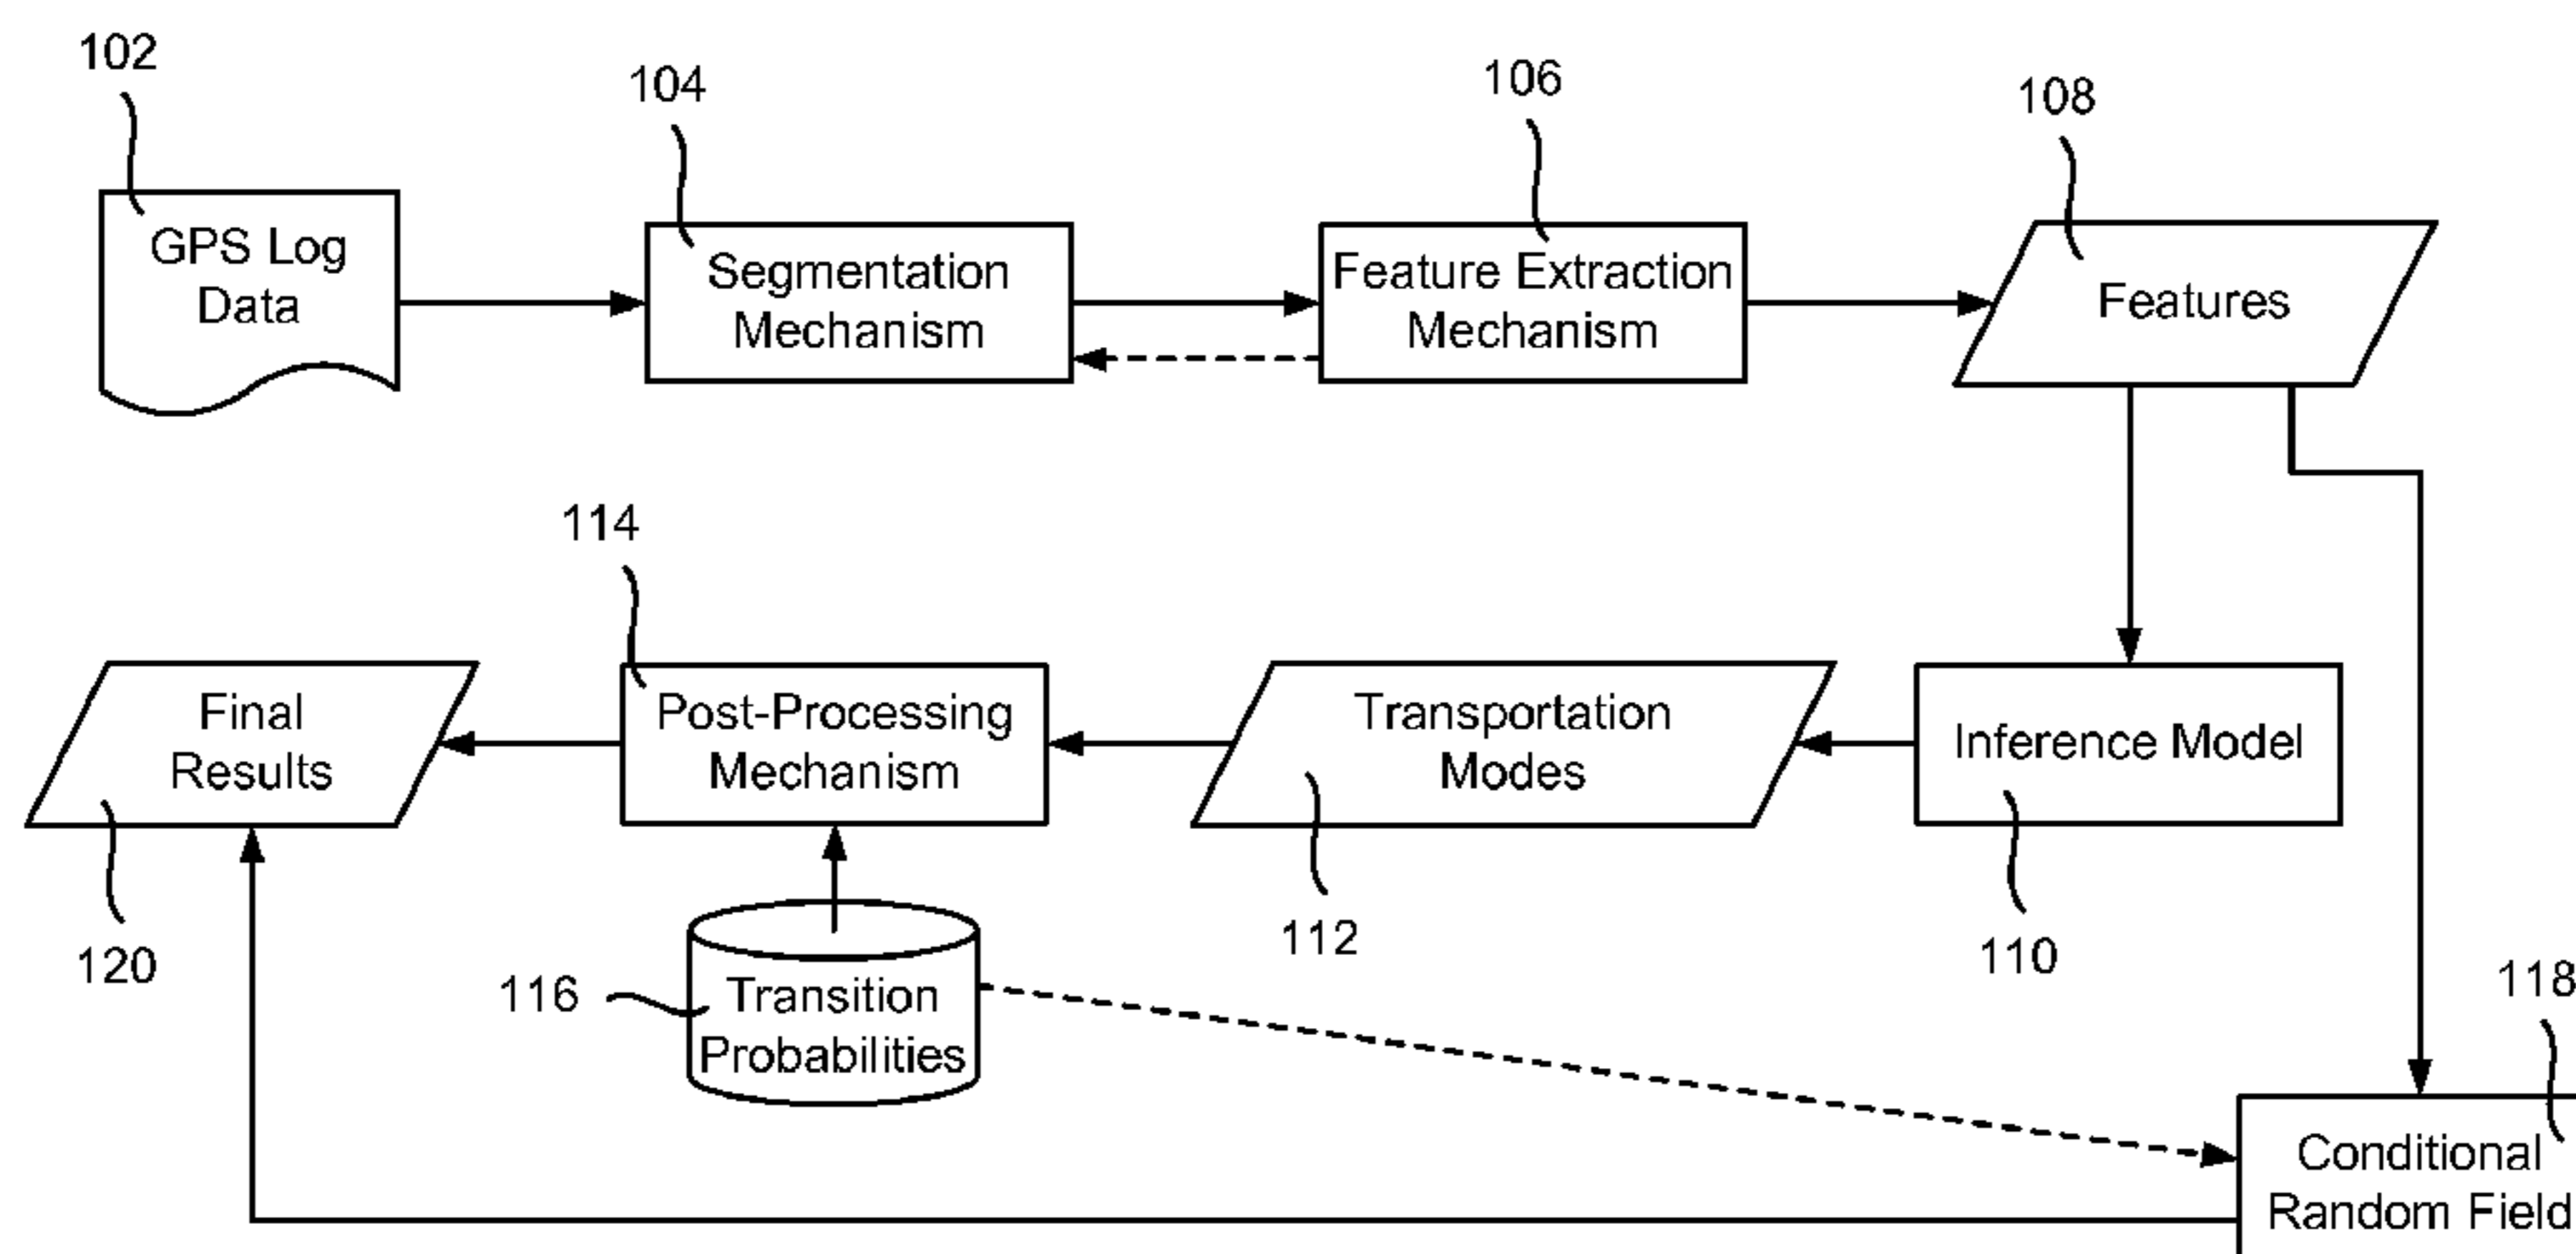 102
104
106
108
GPS Log
Data
Segmentation
Mechanism
Feature Extraction
Mechanism
Features
114
Final
Results
Post-Processing
Mechanism
Transportation
Modes
Inference Model
120
116
Transition
Probabilities
112
110
118
Conditional
Random Field